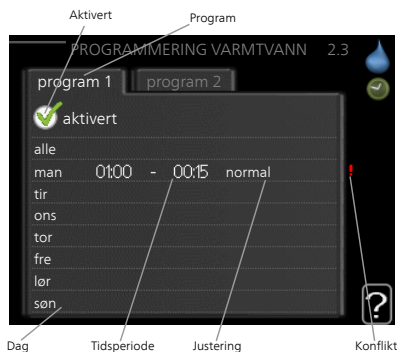 Aktivert
Program
PROGRAMMERING VARMTVANN 2.3
program 1 program 2
aktivert
alle
man 01:00 - 00:15 normal !
tir
ons
tor
fre
lør
søn
?
Dag Tidsperiode Justering Konflikt